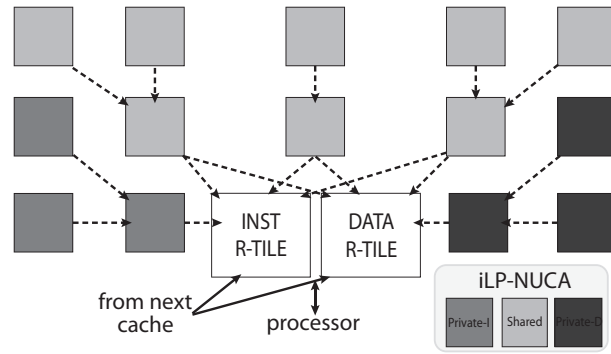 INST
R-TILE
DATA
R-TILE
from next
cache
processor
iLP-NUCA
Private-I
Shared
Private-D